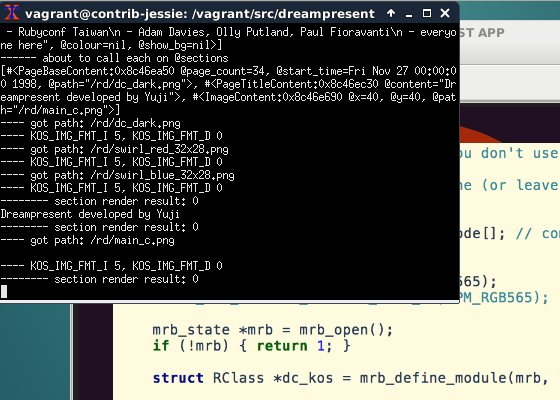 vagrant@contrib-jessie: /vagrant/src/dreampresent
- Rubyconf Taiwan\n - Adam Davies, Olly Putland, Paul Fioravanti\n - everyo
ne here", @colour=nil, @show_bg=nil>]
------ about to call each on @sections
[#<PageBaseContent:0x8c46ea50 @page_count=34, @start_time=Fri Nov 27 00:00:0
0 1998, @path="/rd/dc_dark.png">, #<PageTitleContent:0x8c46ec30 @content="Dr
eampresent developed by Yuji">, #<ImageContent:0x8c46e690 @x=40, @y=40, @pat
h="/rd/main_c.png">]
---- got path: /rd/dc_dark.png
---- KOS_IMG_FMT_I 5, KOS_IMG_FMT_D 0
---- got path: /rd/swirl_red_32x28.png
---- KOS_IMG_FMT_I 5, KOS_IMG_FMT_D 0
---- got path: /rd/swirl_blue_32x28.png
---- KOS_IMG_FMT_I 5, KOS_IMG_FMT_D 0
-------- section render result: 0
Dreampresent developed by Yuji
-------- section render result: 0
---- got path: /rd/main_c.png
---- KOS_IMG_FMT_I 5, KOS_IMG_FMT_D 0
-------- section render result: 0
ST APP
you don't use
me (or leave
ode[]; // com
565);
PM_RGB565);
mrb_state *mrb = mrb_open();
if (!mrb) { return 1; }
struct RClass *dc_kos = mrb_define_module(mrb,